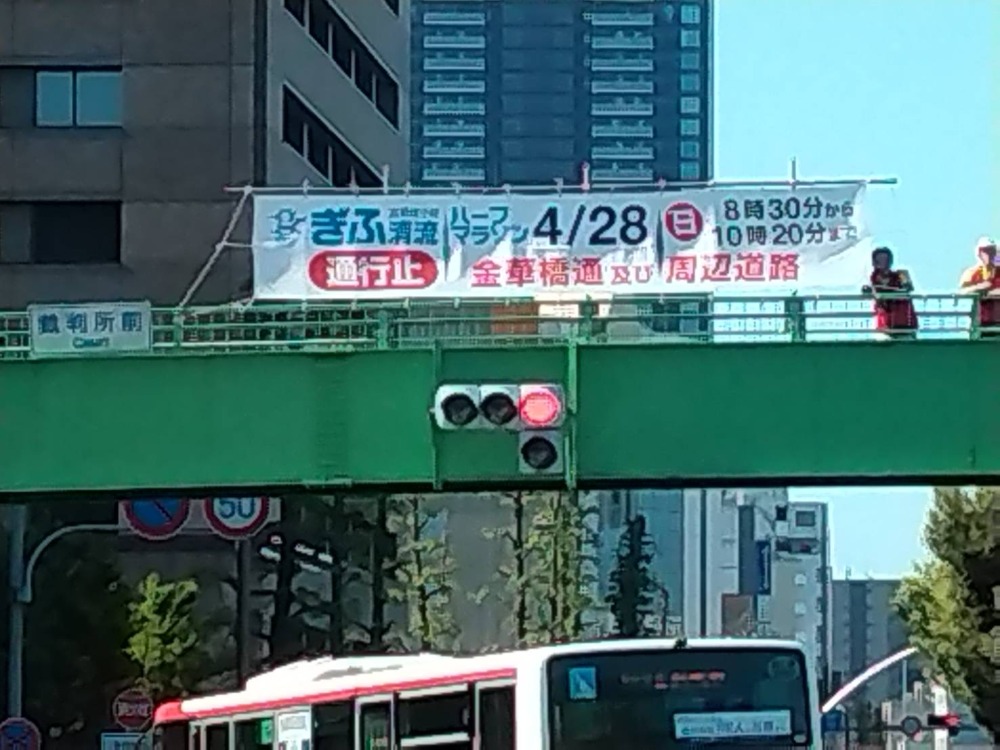 ぎふ 清流 ハーフマラソン 4/28 日 8時30分から
10時20分まで
通行止 金華橋通及び周辺道路
裁判所前
Court
50